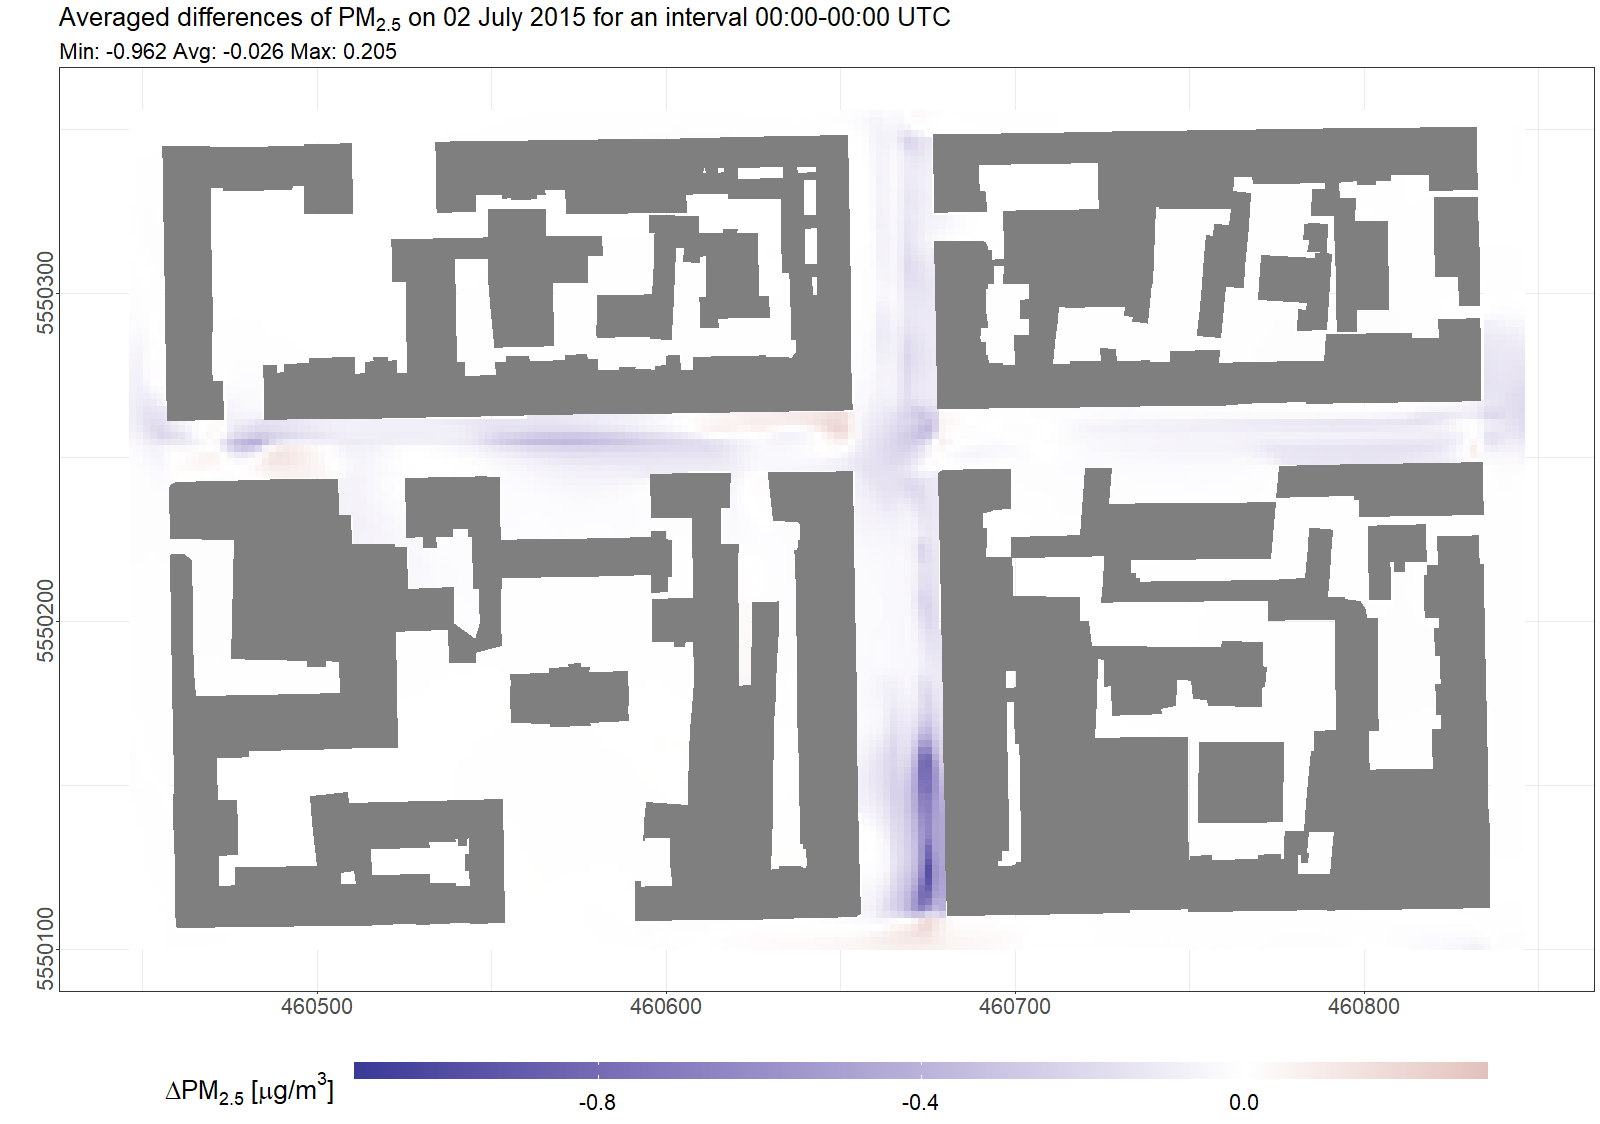 Averaged differences of PM2.5 on 02 July 2015 for an interval 00:00-00:00 UTC
Min: -0.962 Avg: -0.026 Max: 0.205
5550300
5550200
5550100
460500 460600 460700 460800
ΔPM2.5 [μg/m3]
-0.8 -0.4 0.0